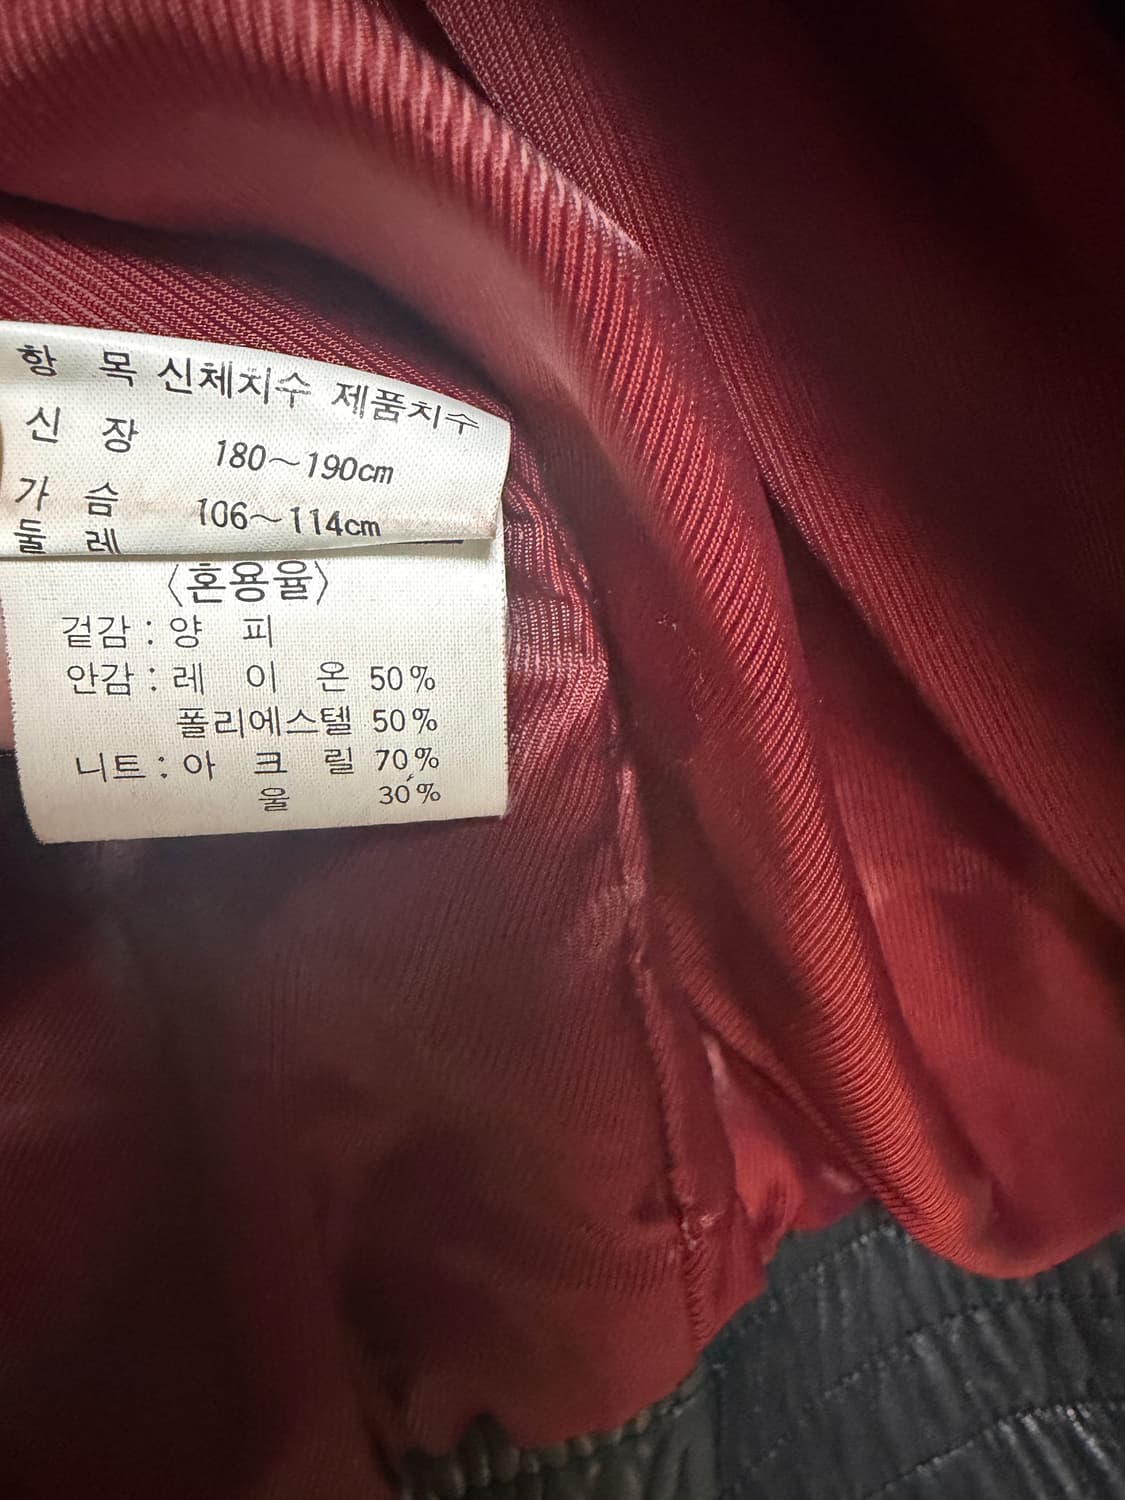 항 목 신체치수 제품치수
신 장 180～190cm
가 슴 106～114cm
둘 레
〈혼용율〉
겉감 : 양 피
안감 : 레 이 온 50%
폴리에스텔 50%
니트 : 아 크 릴 70%
울 30%